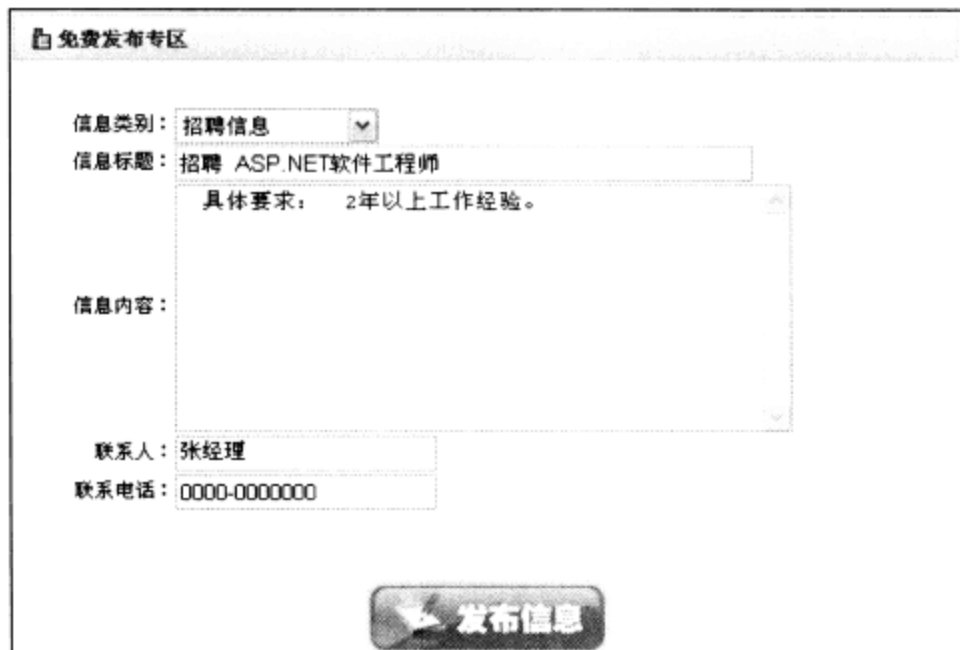 免费发布专区
信息类别：招聘信息
信息标题：招聘 ASP.NET软件工程师
具体要求： 2年以上工作经验。
信息内容：
联系人：张经理
联系电话：0000-0000000
发布信息